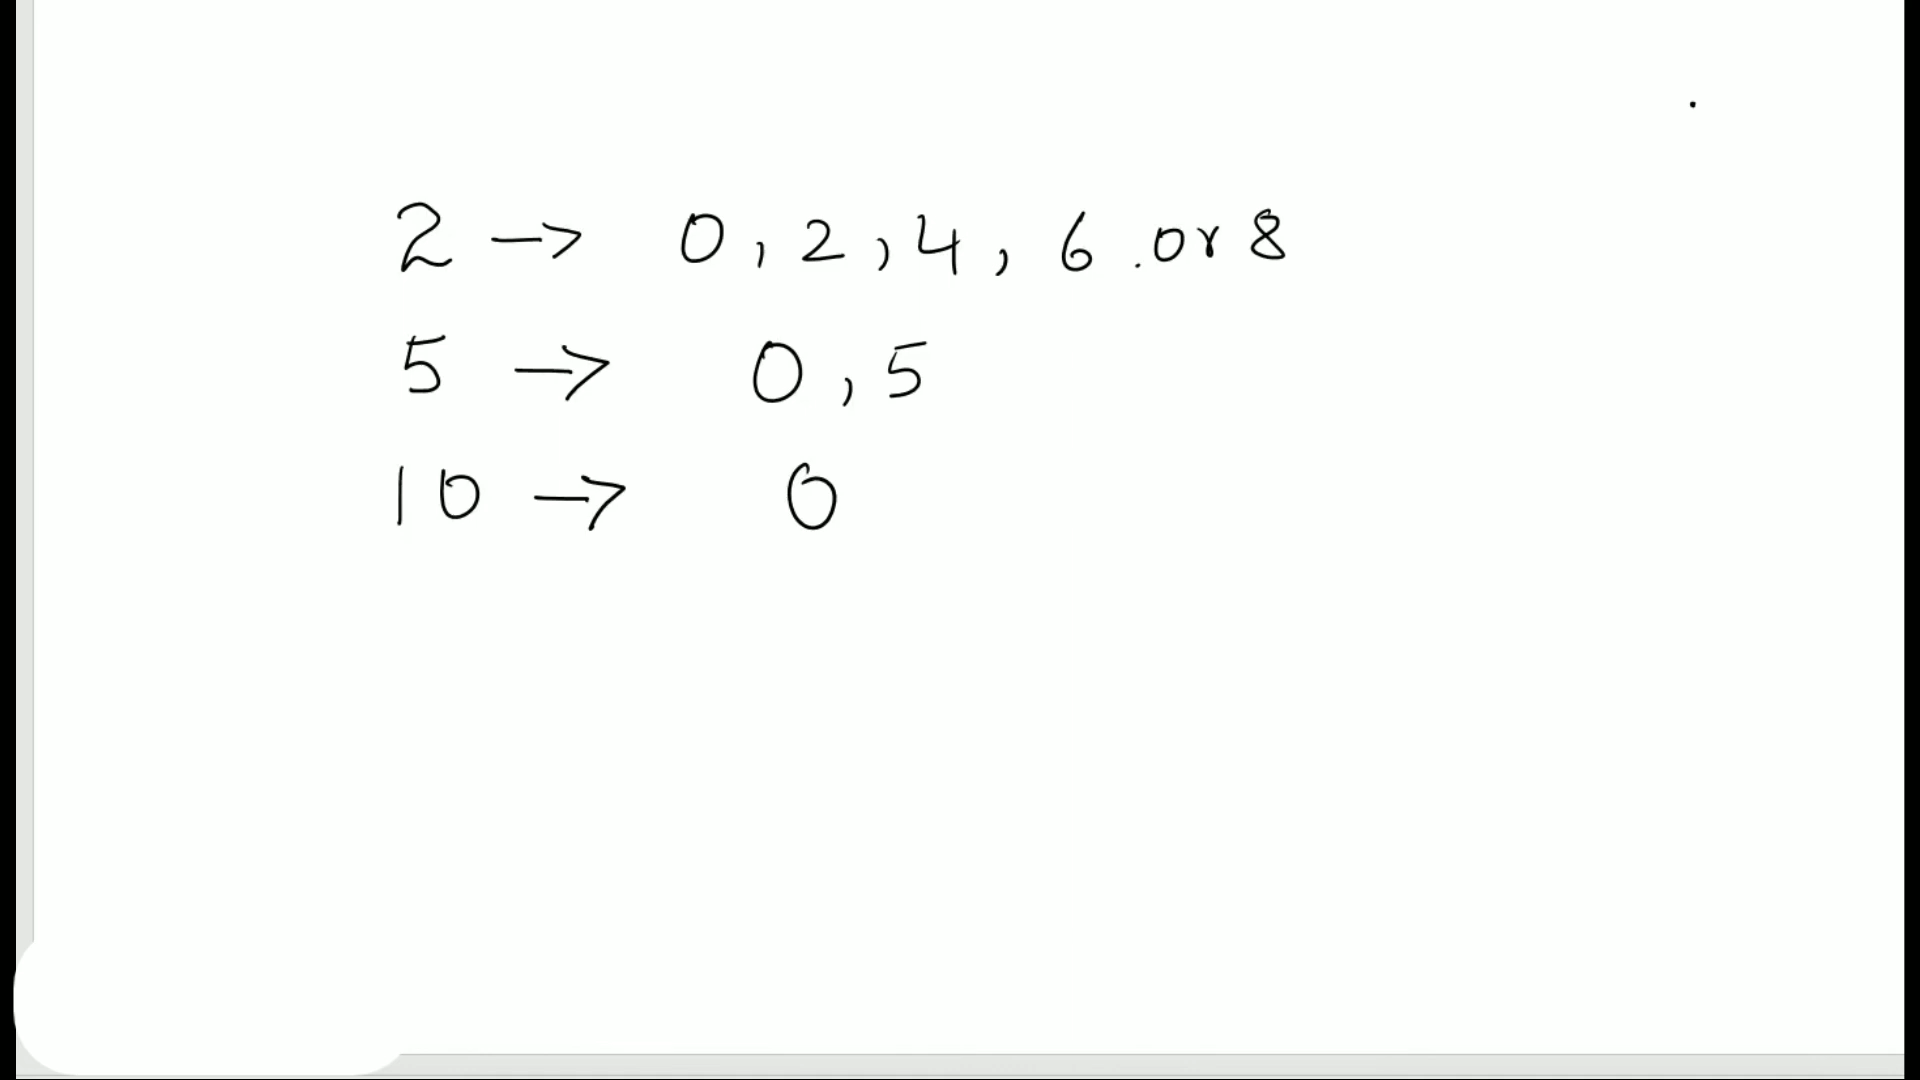 2 → 0, 2, 4, 6 . or 8
5 → 0, 5
10 → 0